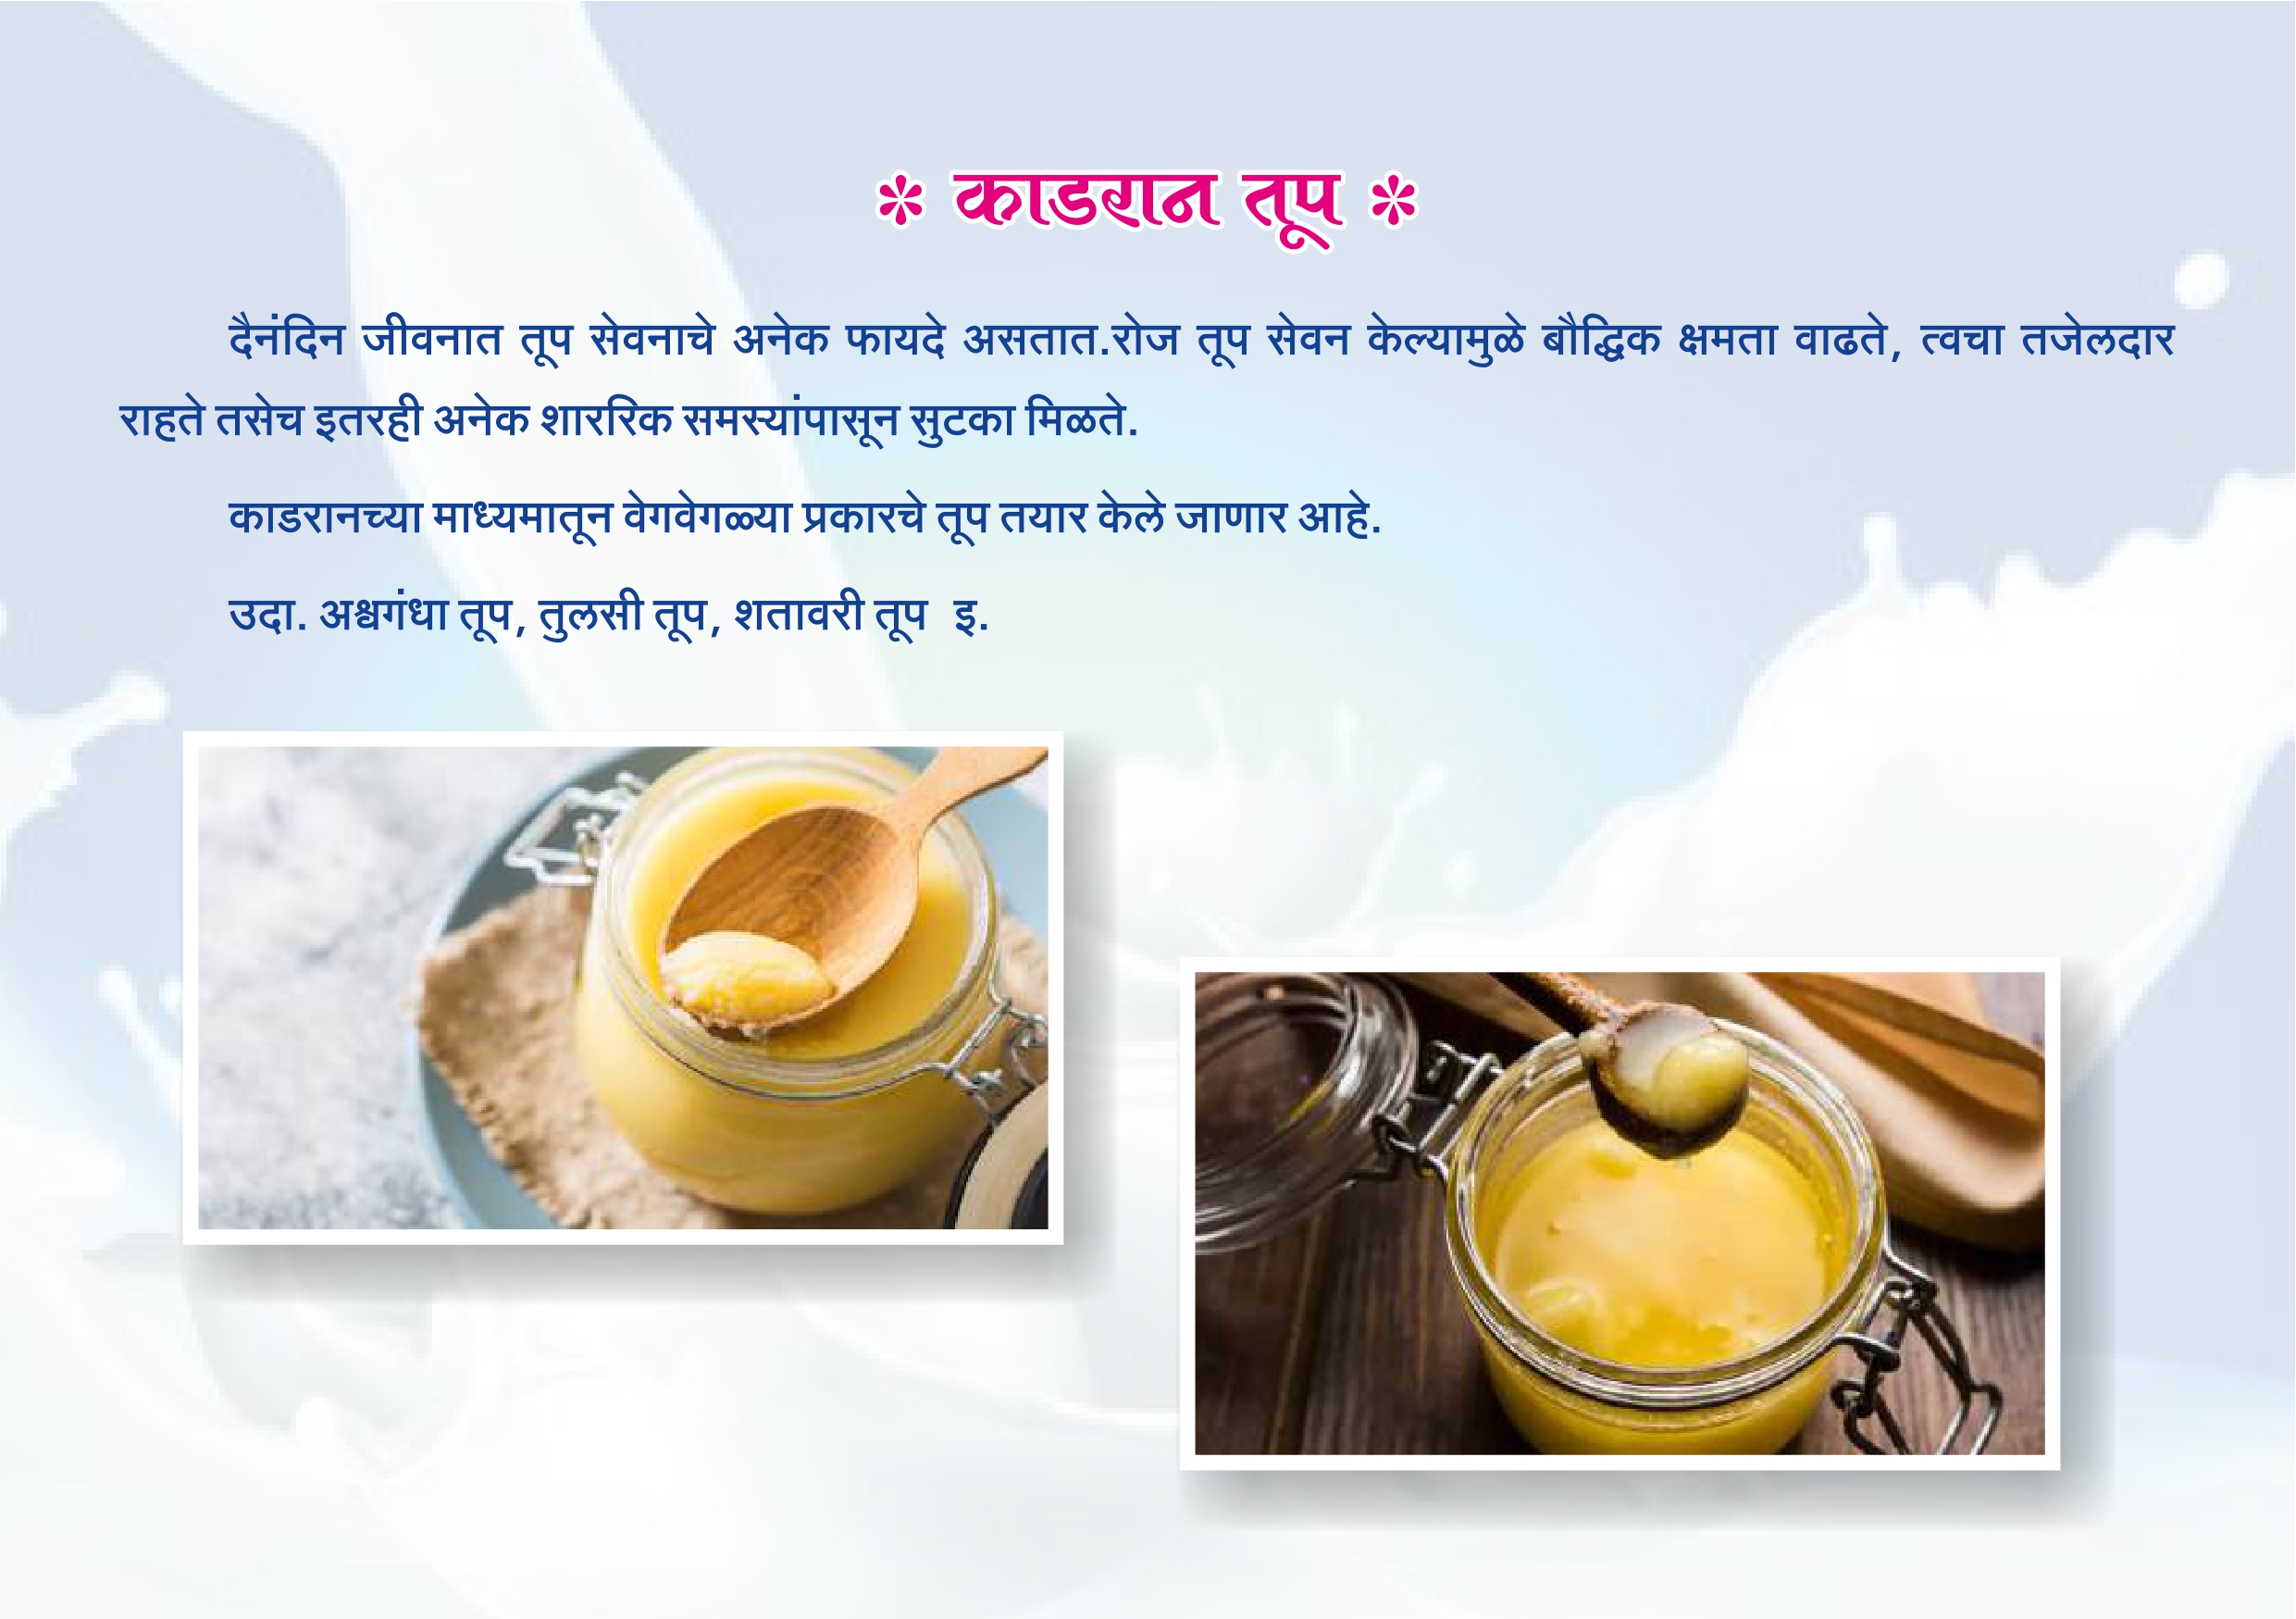 * काडरान तूप *
दैनंदिन जीवनात तूप सेवनाचे अनेक फायदे असतात.रोज तूप सेवन केल्यामुळे बौद्धिक क्षमता वाढते, त्वचा तजेलदार
राहते तसेच इतरही अनेक शाररिक समस्यांपासून सुटका मिळते.
काडरानच्या माध्यमातून वेगवेगळ्या प्रकारचे तूप तयार केले जाणार आहे.
उदा. अश्वगंधा तूप, तुलसी तूप, शतावरी तूप इ.